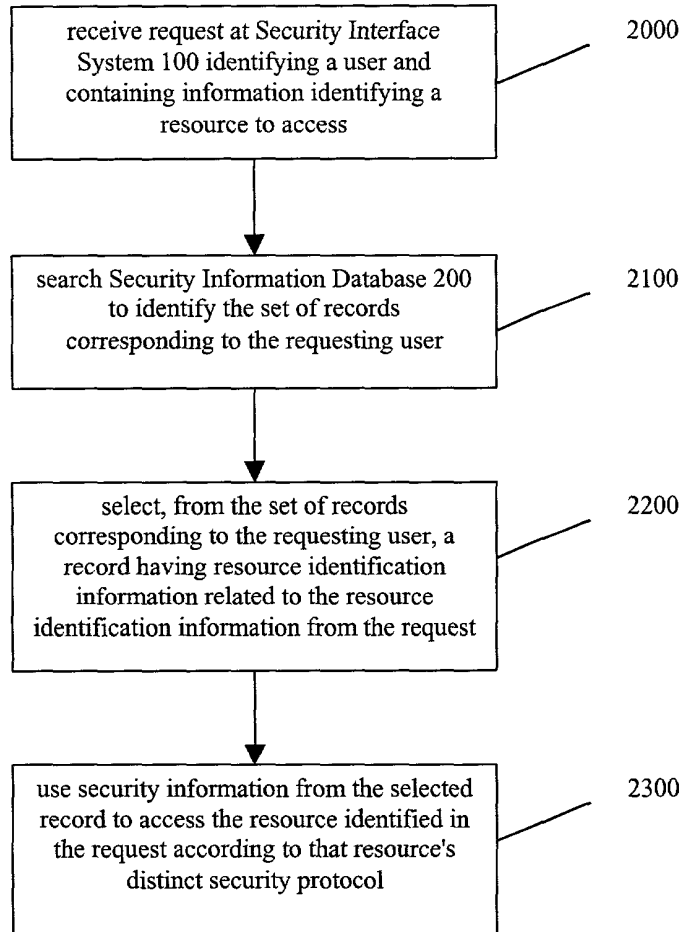 receive request at Security Interface
System 100 identifying a user and
containing information identifying a
resource to access
2000
search Security Information Database 200
to identify the set of records
corresponding to the requesting user
2100
select, from the set of records
corresponding to the requesting user, a
record having resource identification
information related to the resource
identification information from the request
2200
use security information from the selected
record to access the resource identified in
the request according to that resource's
distinct security protocol
2300